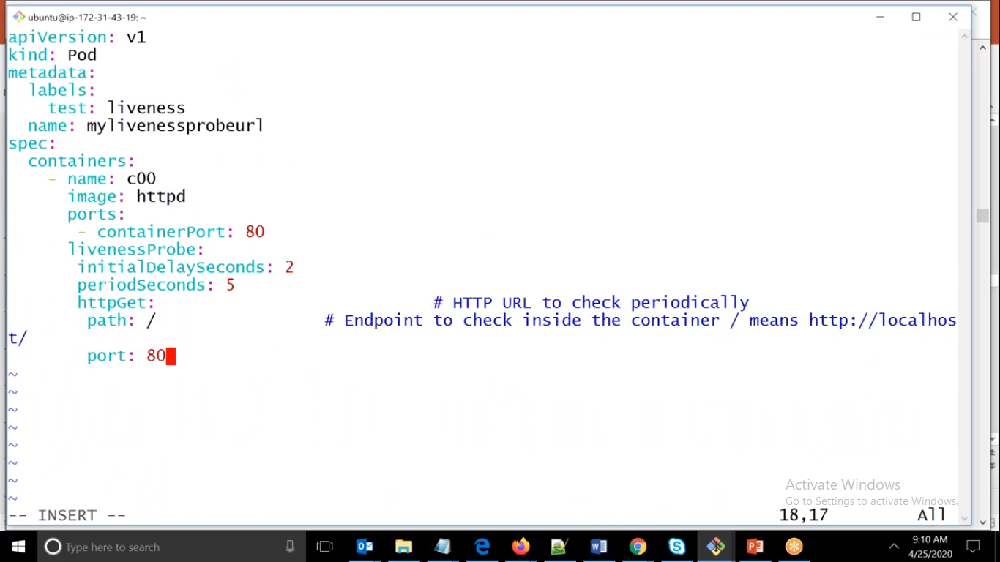 ubuntu@ip-172-31-43-19: ~
apiVersion: v1
kind: Pod
metadata:
  labels:
    test: liveness
  name: mylivenessprobeurl
spec:
  containers:
    - name: c00
      image: httpd
      ports:
       - containerPort: 80
      livenessProbe:
       initialDelaySeconds: 2
       periodSeconds: 5
       httpGet:                            # HTTP URL to check periodically
        path: /                 # Endpoint to check inside the container / means http://localhos
t/
        port: 80
~
~
~
~
~
~
~
~
Activate Windows
Go to Settings to activate Windows.
-- INSERT -- 18,17 All
Type here to search
9:10 AM
4/25/2020